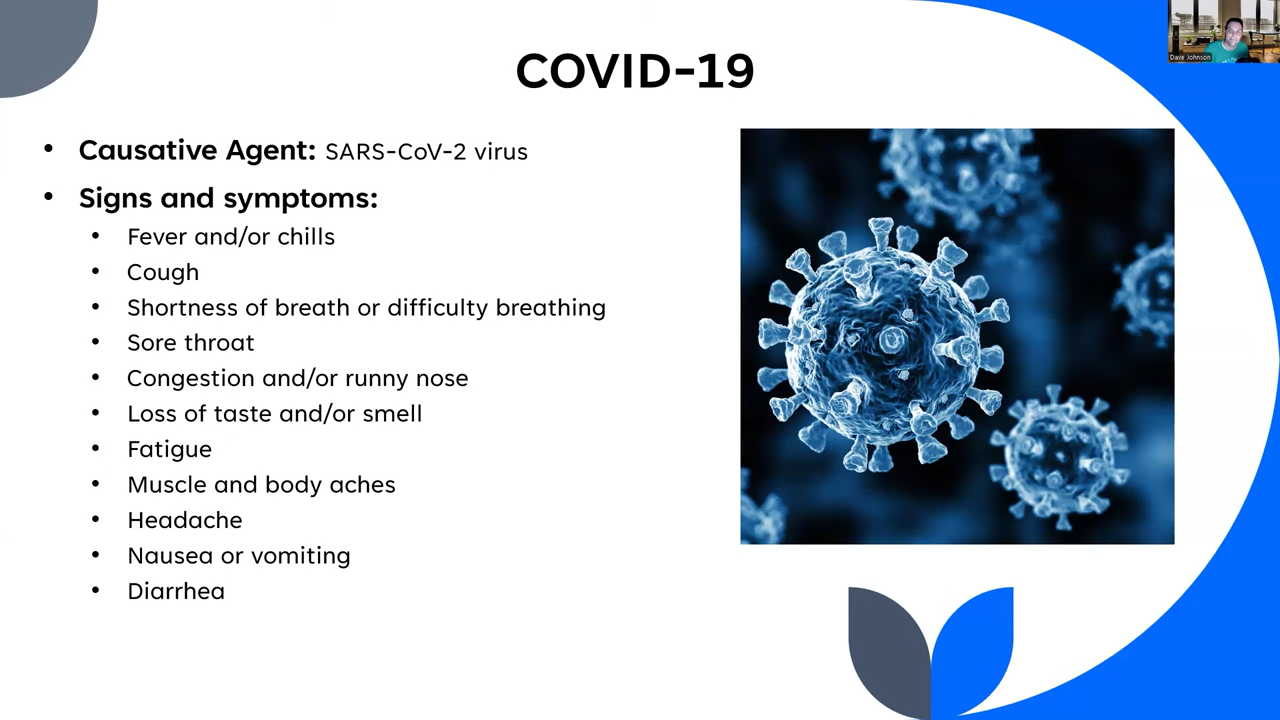 COVID-19
Dave Johnson
• Causative Agent: SARS-CoV-2 virus
• Signs and symptoms:
• Fever and/or chills
• Cough
• Shortness of breath or difficulty breathing
• Sore throat
• Congestion and/or runny nose
• Loss of taste and/or smell
• Fatigue
• Muscle and body aches
• Headache
• Nausea or vomiting
• Diarrhea